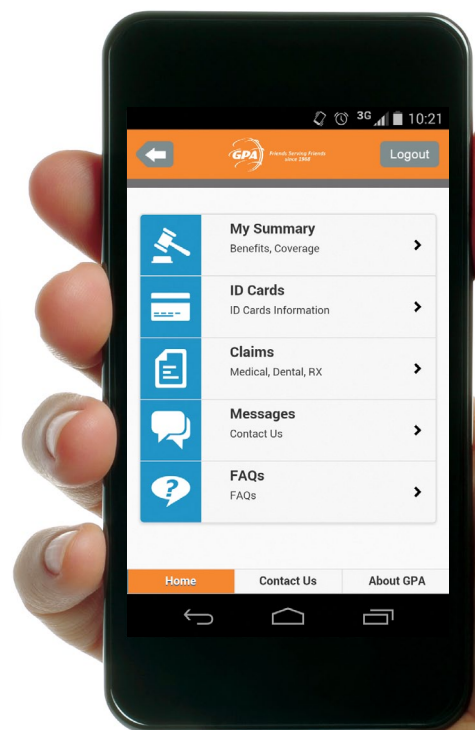 3G 10:21
GPA Friends Serving Friends
since 1968
Logout
My Summary
Benefits, Coverage
ID Cards
ID Cards Information
Claims
Medical, Dental, RX
Messages
Contact Us
?
FAQs
FAQs
Home Contact Us About GPA